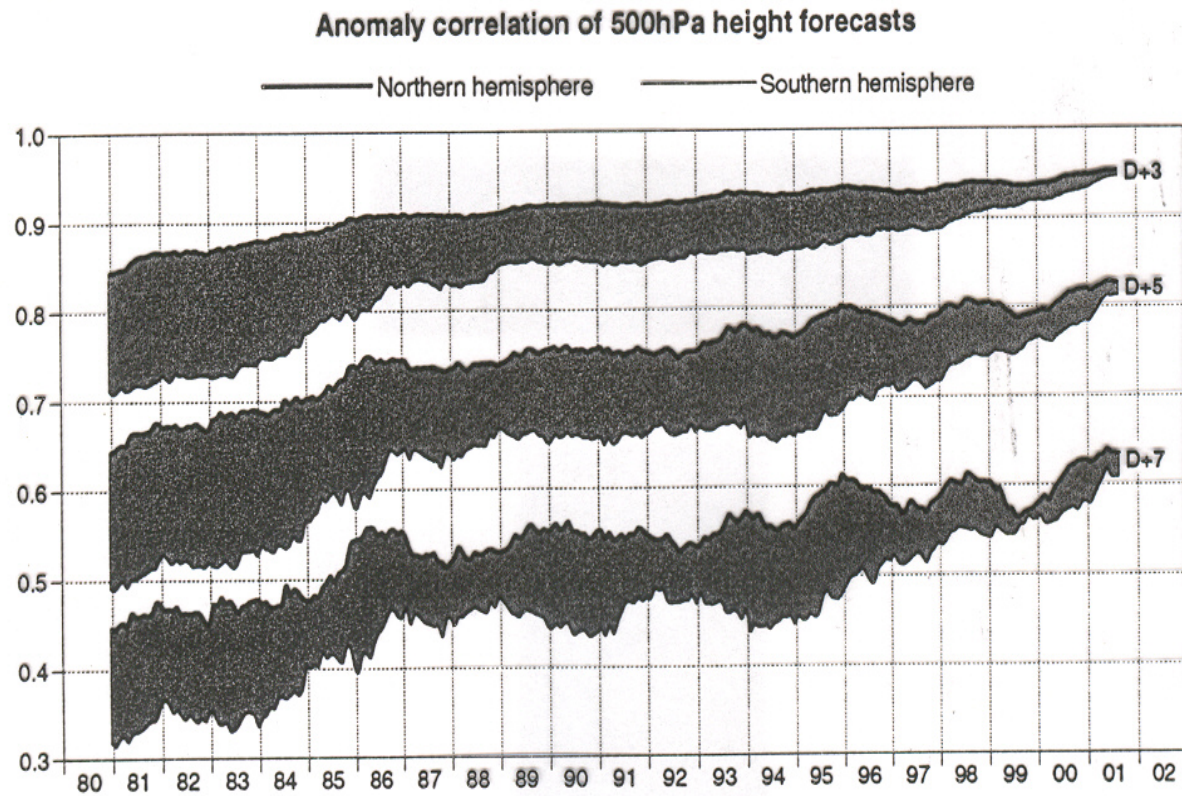 Anomaly correlation of 500hPa height forecasts
Northern hemisphere Southern hemisphere
1.0
D+3
0.9
0.8
D+5
0.7
0.6
D+7
0.5
0.4
0.3
80 81 82 83 84 85 86 87 88 89 90 91 92 93 94 95 96 97 98 99 00 01 02